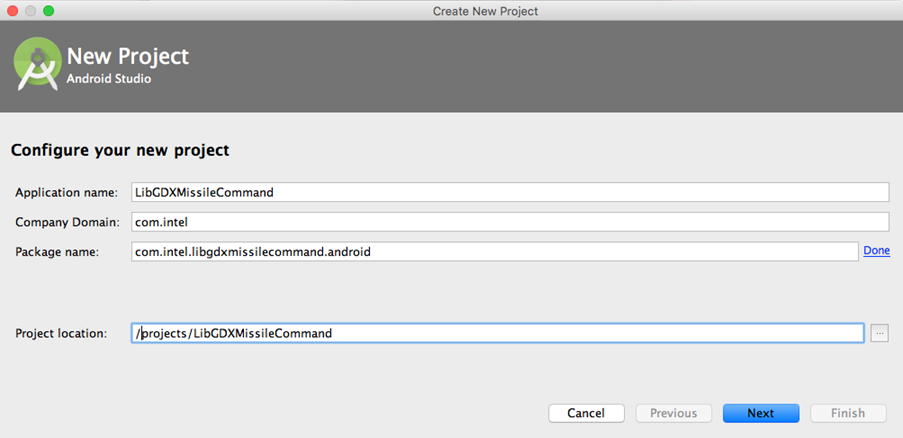 Create New Project
New Project
Android Studio
Configure your new project
Application name: LibGDXMissileCommand
Company Domain: com.intel
Package name: com.intel.libgdxmissilecommand.android Done
Project location: /projects/LibGDXMissileCommand ...
Cancel Previous Next Finish